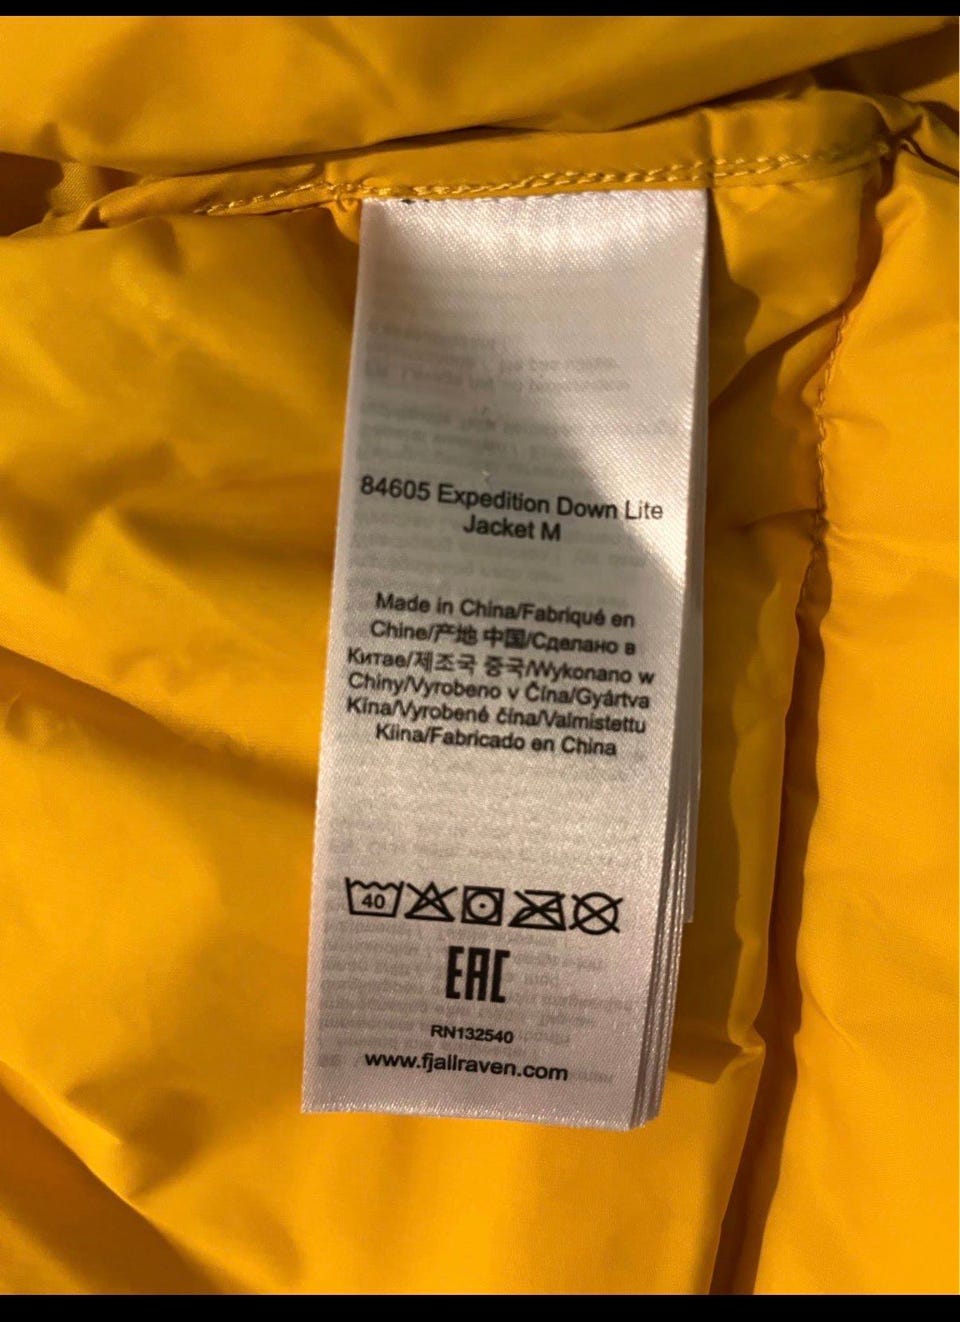 84605 Expedition Down Lite
Jacket M
Made in China/Fabriqué en
Chine/产地 中国/Сделано в
Китае/제조국 중국/Wykonano w
Chiny/Vyrobeno v Čína/Gyártva
Kína/Vyrobené čína/Valmistettu
Kiina/Fabricado en China
40
EAC
RN132540
www.fjallraven.com